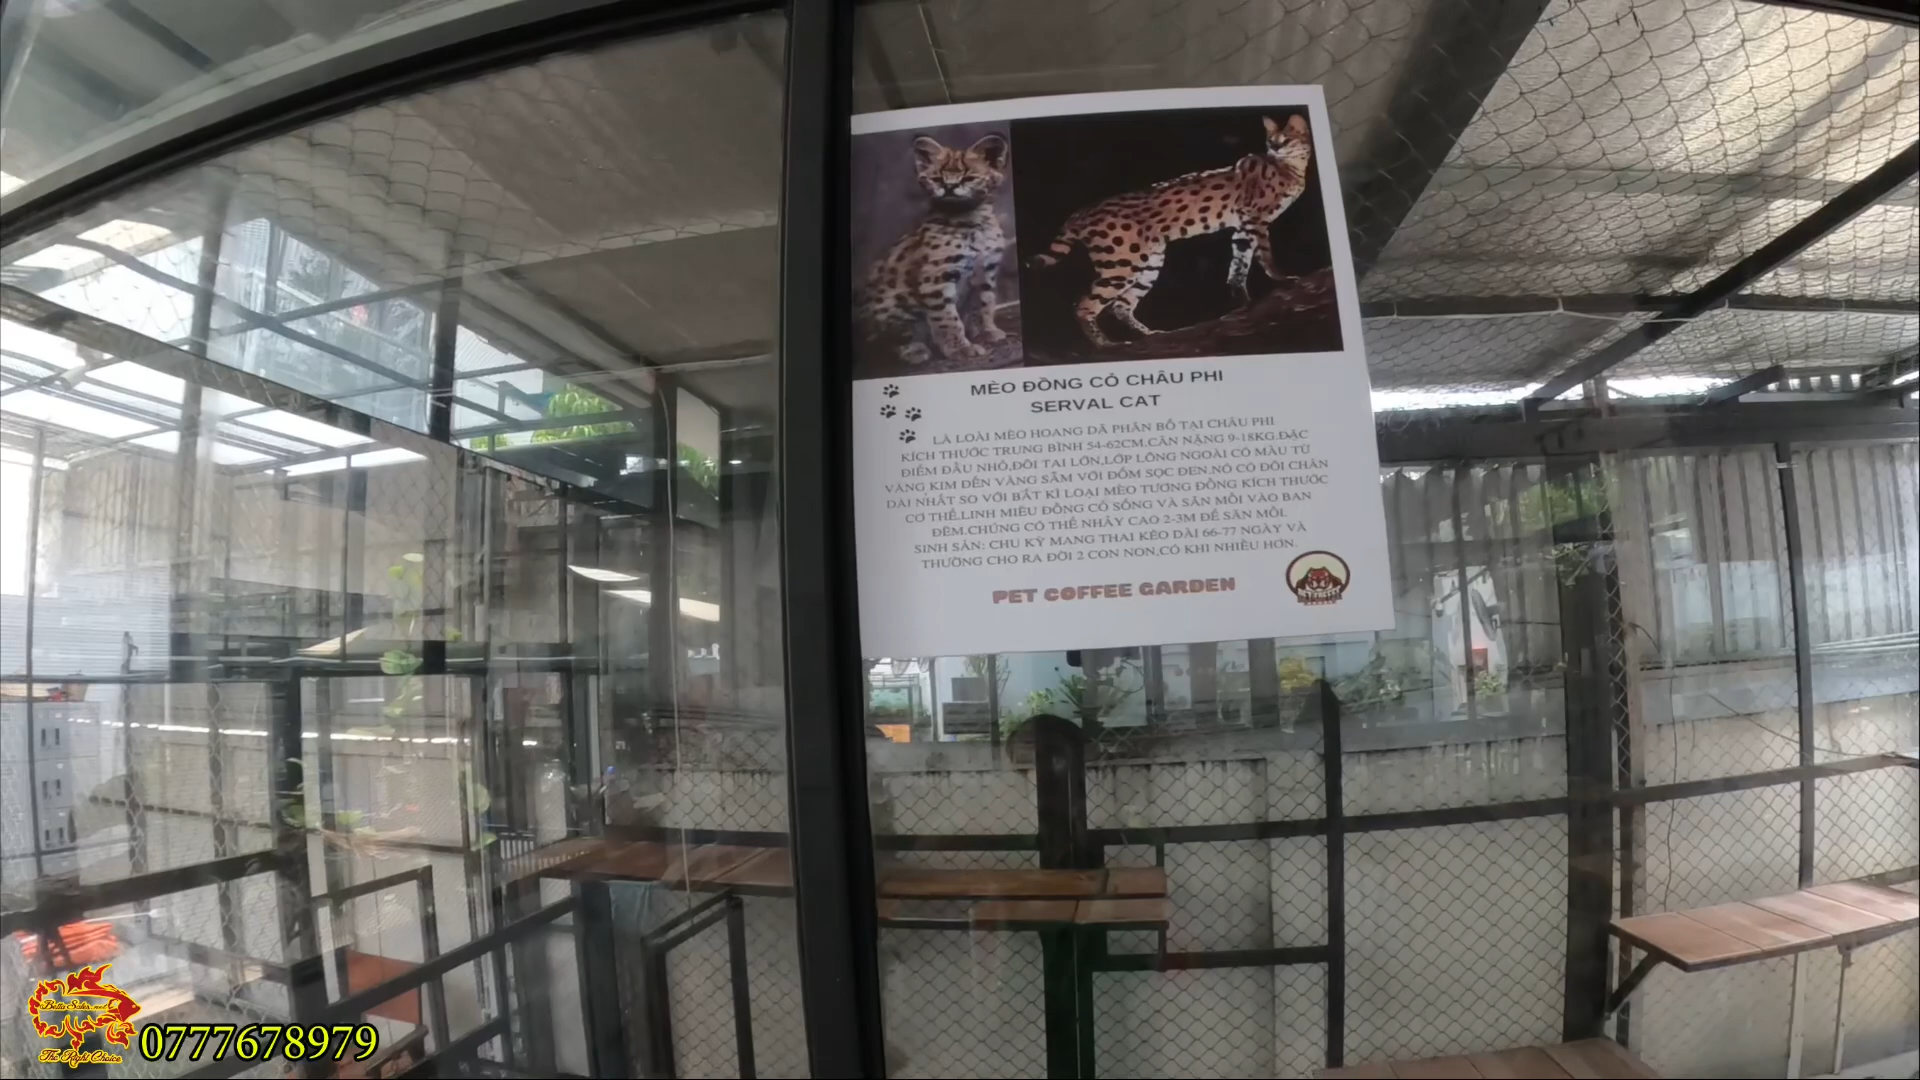 MÈO ĐỒNG CỎ CHÂU PHI
SERVAL CAT
LÀ LOÀI MÈO HOANG DÃ PHÂN BỐ TẠI CHÂU PHI
KÍCH THƯỚC TRUNG BÌNH 54-62CM.CÂN NẶNG 9-18KG.ĐẶC
ĐIỂM ĐẦU NHỎ,ĐÔI TAI LỚN,LỚP LÔNG NGOÀI CÓ MÀU TỪ
VÀNG KIM ĐẾN VÀNG SẪM VỚI ĐỐM SỌC ĐEN.NÓ CÓ ĐÔI CHÂN
DÀI NHẤT SO VỚI BẤT KÌ LOẠI MÈO TƯƠNG ĐỒNG KÍCH THƯỚC
CƠ THỂ.LINH MIÊU ĐỒNG CỎ SỐNG VÀ SĂN MỒI VÀO BAN
ĐÊM.CHÚNG CÓ THỂ NHẢY CAO 2-3M ĐỂ SĂN MỒI.
SINH SẢN: CHU KỲ MANG THAI KÉO DÀI 66-77 NGÀY VÀ
THƯỜNG CHO RA ĐỜI 2 CON NON,CÓ KHI NHIỀU HƠN.
PET COFFEE GARDEN
The Right Choice
0777678979